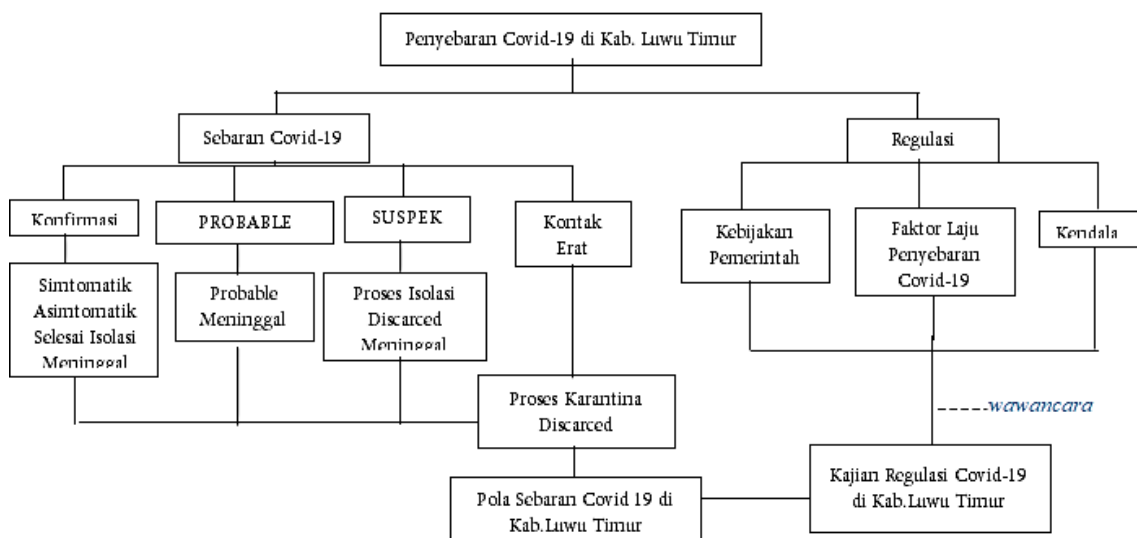 Penyebaran Covid-19 di Kab. Luwu Timur
Sebaran Covid-19
Regulasi
Konfirmasi
PROBABLE
SUSPEK
Kontak
Erat
Kebijakan
Pemerintah
Faktor Laju
Penyebaran
Covid-19
Kendala
Simtomatik
Asimtomatik
Selesai Isolasi
Meninggal
Probable
Meninggal
Proses Isolasi
Discarced
Meninggal
Proses Karantina
Discarced
wawancara
Pola Sebaran Covid 19 di
Kab.Luwu Timur
Kajian Regulasi Covid-19
di Kab.Luwu Timur